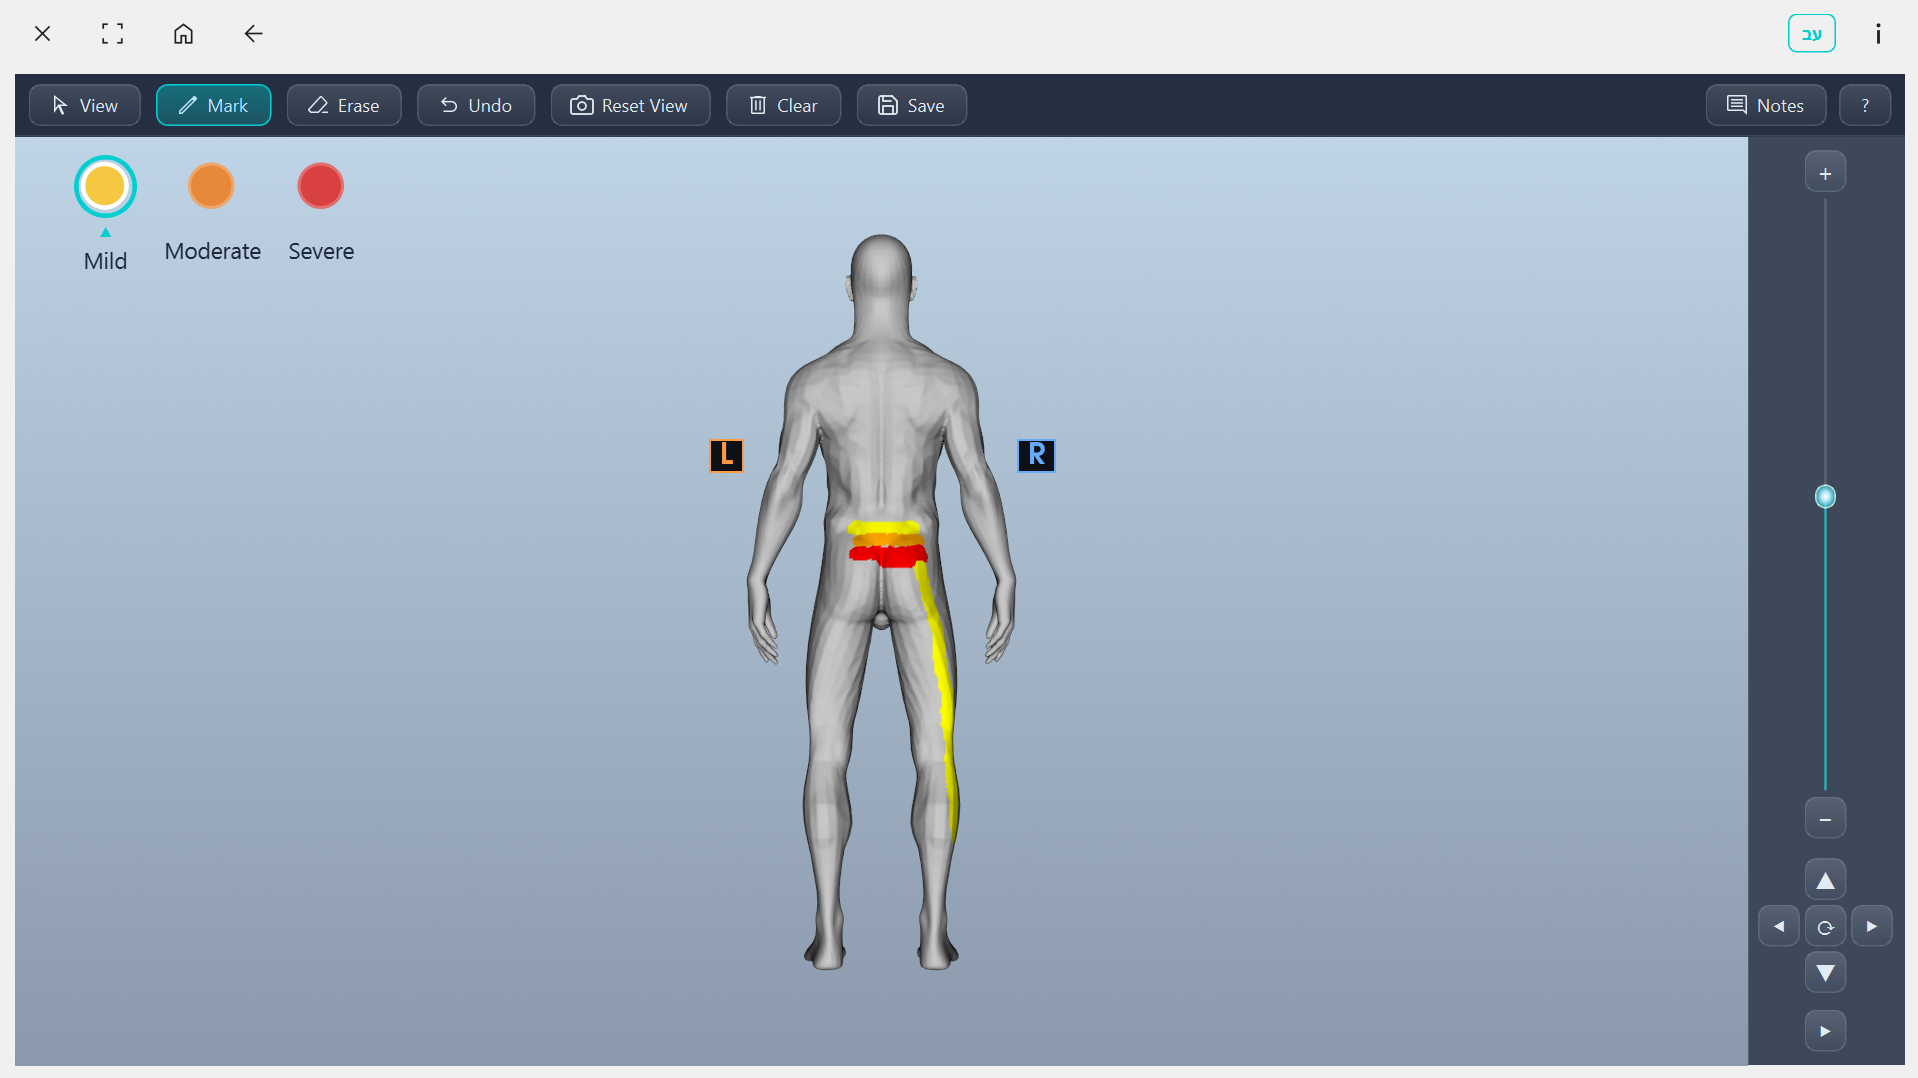 עב
View
Mark
Erase
Undo
Reset View
Clear
Save
Notes
?
Mild
Moderate
Severe
L
R